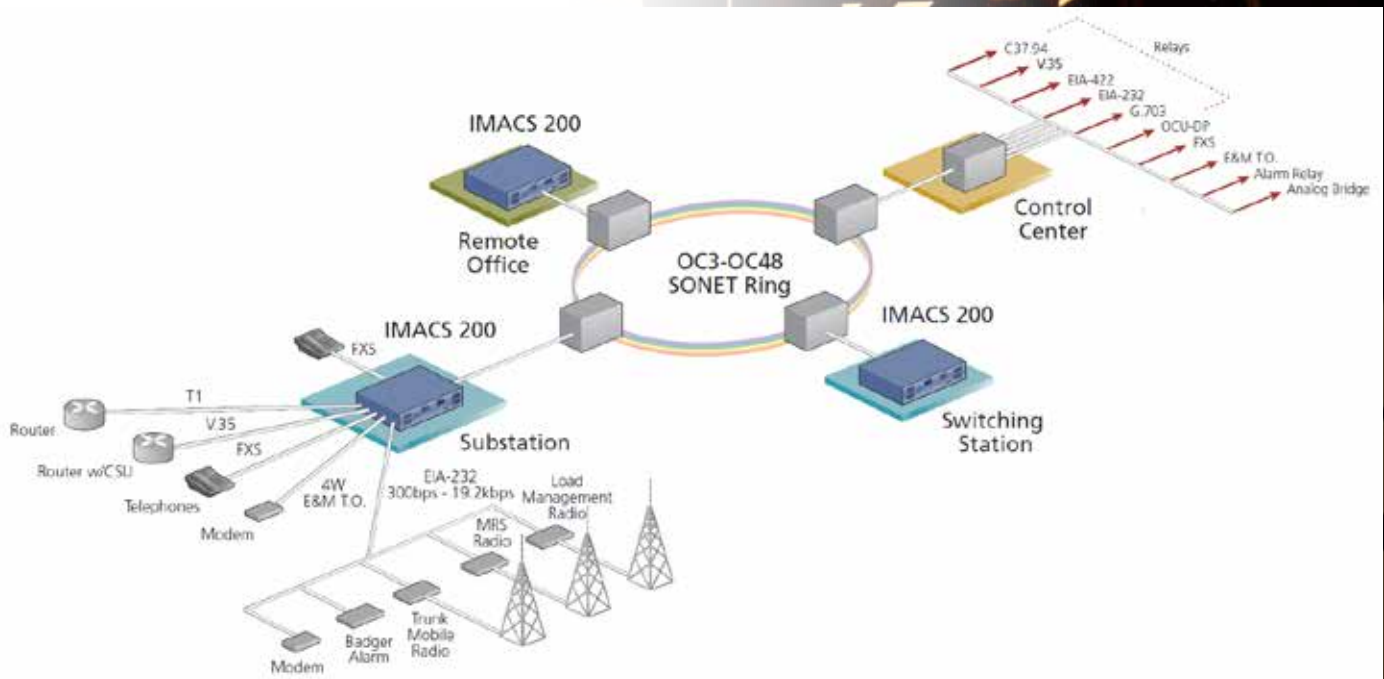 C37.94
V.35
EIA-422
EIA-232
G.703
OCU-DP
FXS
E&M T.O.
Alarm Relay
Analog Bridge
Relays
IMACS 200
Remote
Office
Control
Center
OC3-OC48
SONET Ring
IMACS 200
Switching
Station
IMACS 200
Substation
FXS
T1
Router
V.35
Router w/CSU
FXS
Telephones
4W
E&M T.O.
Modem
EIA-232
300bps - 19.2kbps
Load
Management
Radio
MRS
Radio
Trunk
Mobile
Radio
Badger
Alarm
Modem